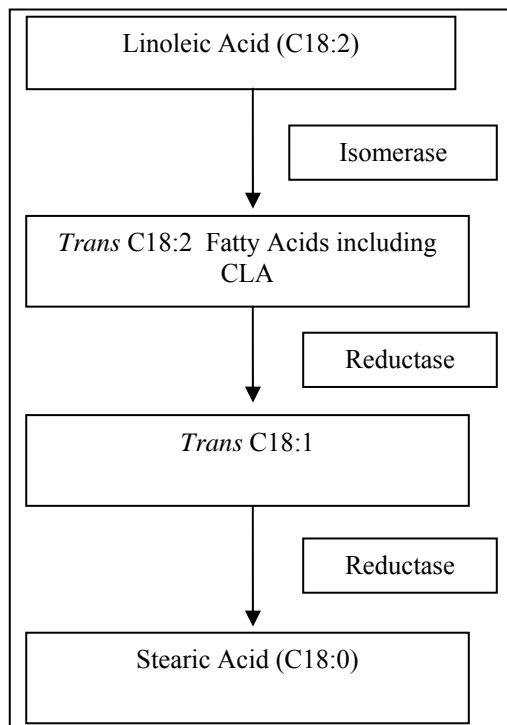 Linoleic Acid (C18:2)
Isomerase
Trans C18:2 Fatty Acids including
CLA
Reductase
Trans C18:1
Reductase
Stearic Acid (C18:0)